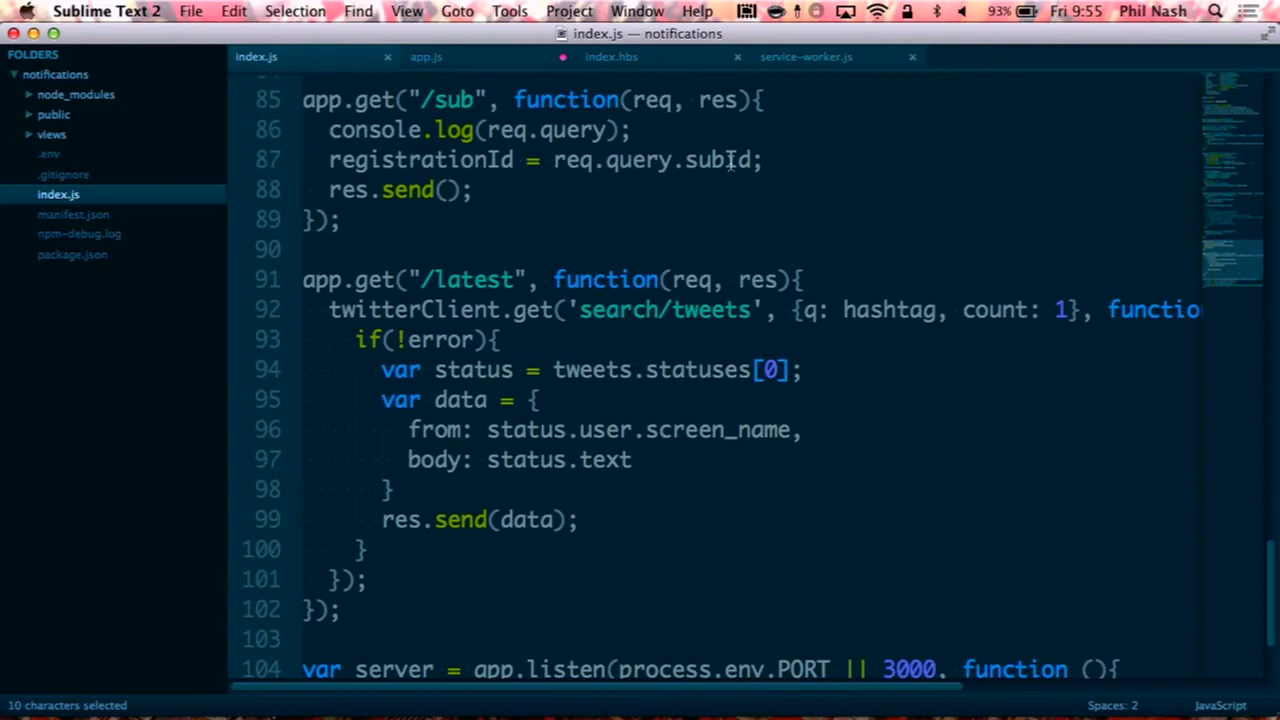 Sublime Text 2 File Edit Selection Find View Goto Tools Project Window Help 93% Fri 9:55 Phil Nash
index.js — notifications
FOLDERS
notifications
node_modules
public
views
.env
.gitignore
index.js
manifest.json
npm-debug.log
package.json
index.js app.js index.hbs service-worker.js
85 app.get("/sub", function(req, res){
86 console.log(req.query);
87 registrationId = req.query.subId;
88 res.send();
89 });
90
91 app.get("/latest", function(req, res){
92 twitterClient.get('search/tweets', {q: hashtag, count: 1}, functio
93 if(!error){
94 var status = tweets.statuses[0];
95 var data = {
96 from: status.user.screen_name,
97 body: status.text
98 }
99 res.send(data);
100 }
101 });
102 });
103
104 var server = app.listen(process.env.PORT || 3000, function (){
10 characters selected Spaces: 2 JavaScript